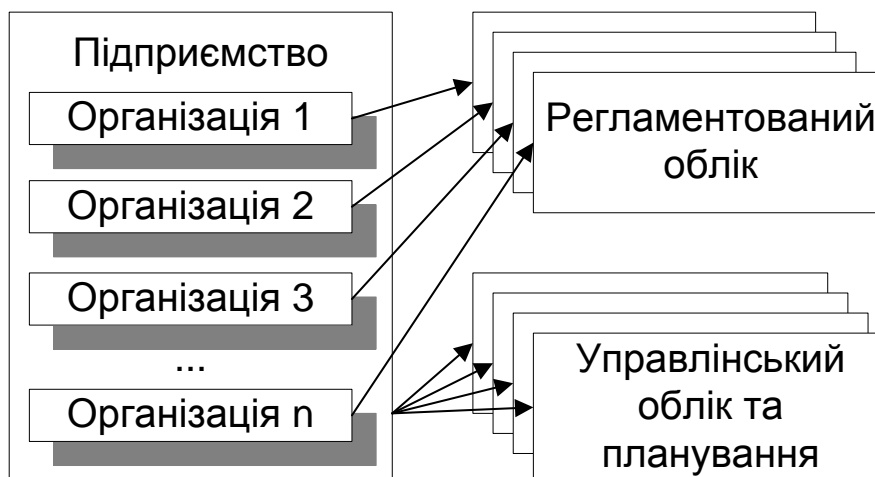 Підприємство
Організація 1
Організація 2
Організація 3
...
Організація n
Регламентований
облік
Управлінський
облік та
планування